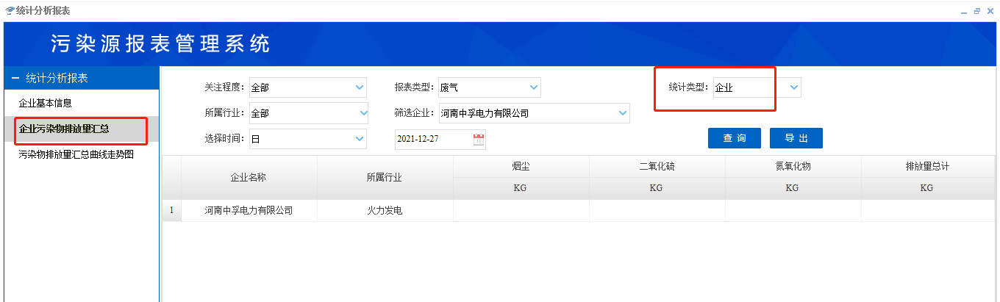 统计分析报表
污染源报表管理系统
统计分析报表
企业基本信息
企业污染物排放量汇总
污染物排放量汇总曲线走势图
关注程度： 全部 报表类型： 废气 统计类型： 企业
所属行业： 全部 筛选企业： 河南中孚电力有限公司
选择时间： 日 2021-12-27 查询 导出
企业名称 所属行业 烟尘 二氧化硫 氮氧化物 排放量总计
KG KG KG KG
1 河南中孚电力有限公司 火力发电